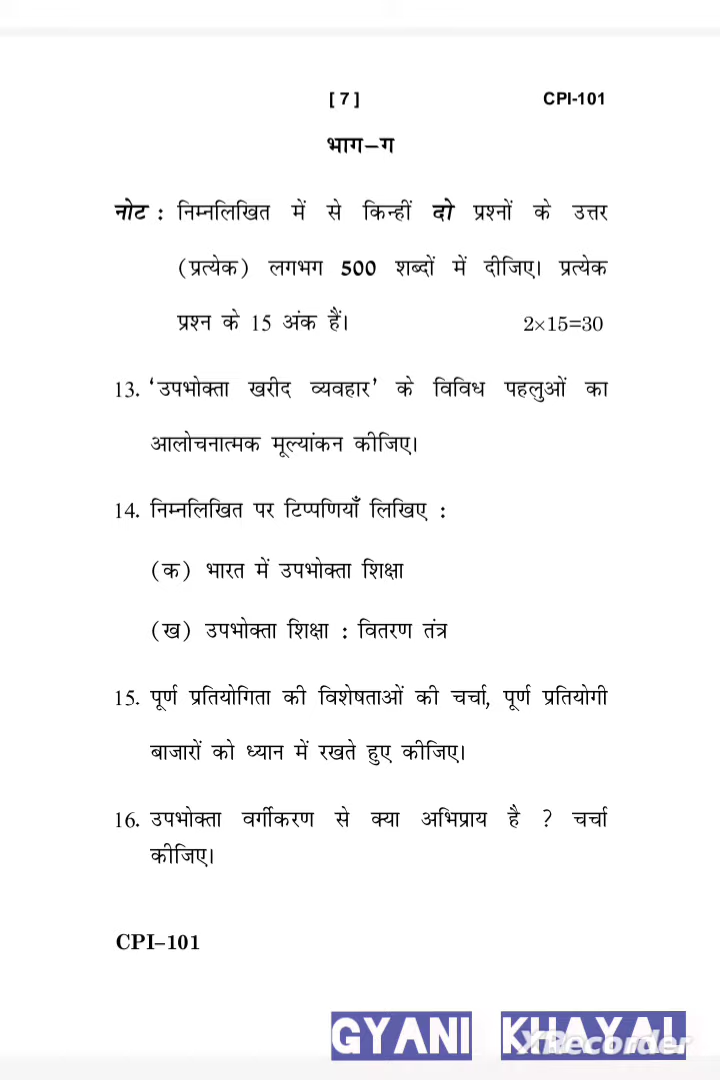 [ 7 ] CPI-101
भाग–ग
नोट : निम्नलिखित में से किन्हीं दो प्रश्नों के उत्तर
(प्रत्येक) लगभग 500 शब्दों में दीजिए। प्रत्येक
प्रश्न के 15 अंक हैं। 2×15=30
13. ‘उपभोक्ता खरीद व्यवहार’ के विविध पहलुओं का
आलोचनात्मक मूल्यांकन कीजिए।
14. निम्नलिखित पर टिप्पणियाँ लिखिए :
(क) भारत में उपभोक्ता शिक्षा
(ख) उपभोक्ता शिक्षा : वितरण तंत्र
15. पूर्ण प्रतियोगिता की विशेषताओं की चर्चा, पूर्ण प्रतियोगी
बाजारों को ध्यान में रखते हुए कीजिए।
16. उपभोक्ता वर्गीकरण से क्या अभिप्राय है ? चर्चा
कीजिए।
CPI–101
GYANI KHAYAL
XRecorder